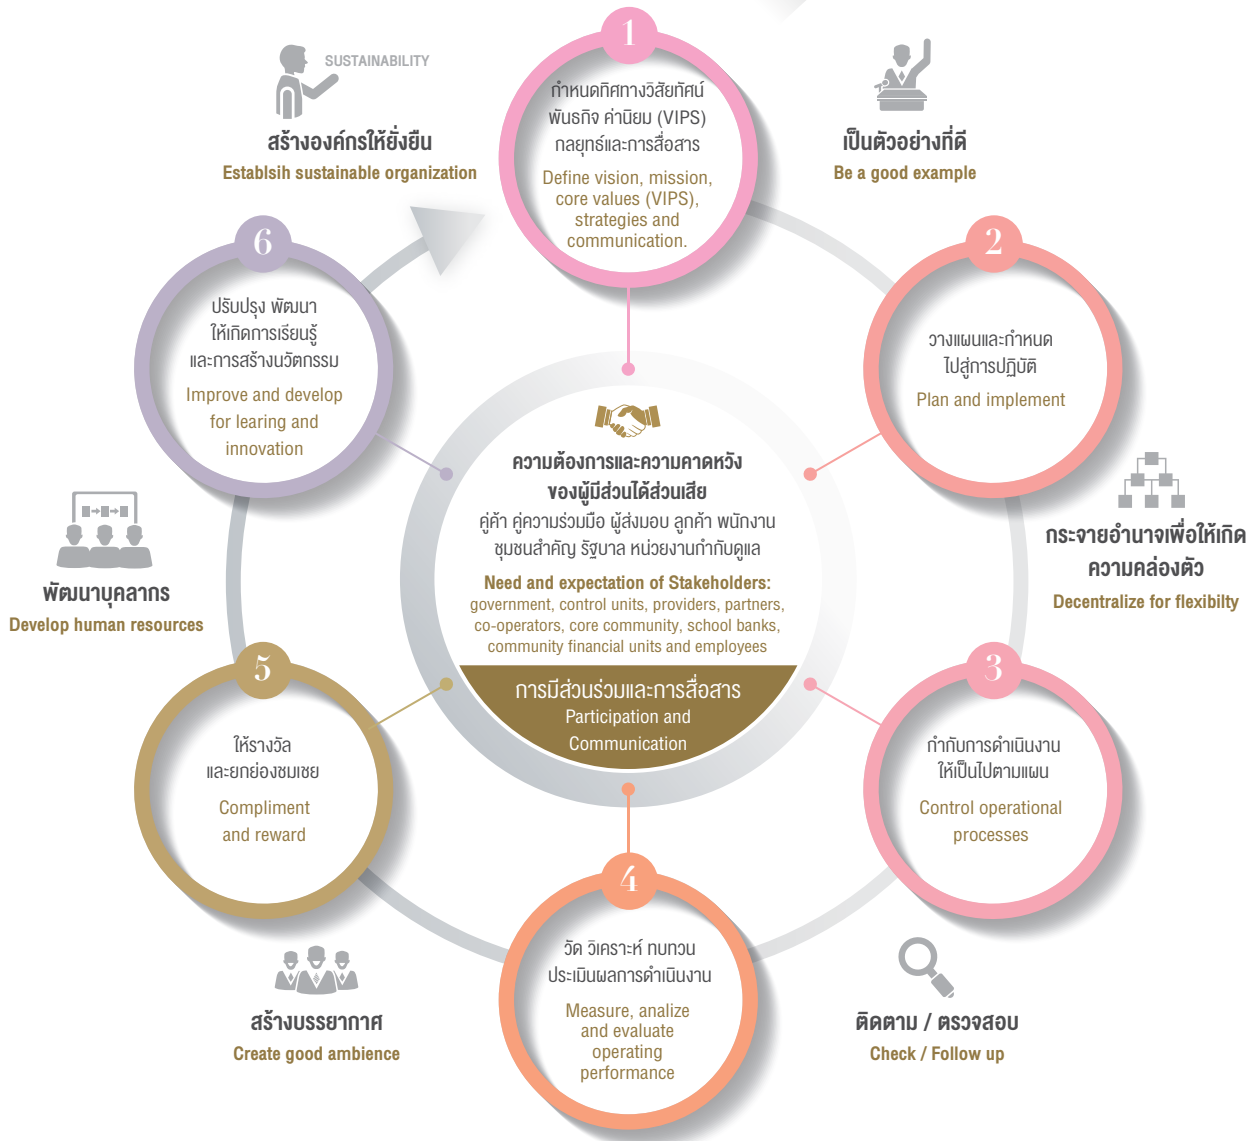 1
กำหนดทิศทางวิสัยทัศน์
พันธกิจ ค่านิยม (VIPS)
กลยุทธ์และการสื่อสาร
Define vision, mission,
core values (VIPS),
strategies and
communication.
เป็นตัวอย่างที่ดี
Be a good example
2
วางแผนและกำหนด
ไปสู่การปฏิบัติ
Plan and implement
กระจายอำนาจเพื่อให้เกิด
ความคล่องตัว
Decentralize for flexibilty
3
กำกับการดำเนินงาน
ให้เป็นไปตามแผน
Control operational
processes
ติดตาม / ตรวจสอบ
Check / Follow up
4
วัด วิเคราะห์ ทบทวน
ประเมินผลการดำเนินงาน
Measure, analize
and evaluate
operating
performance
สร้างบรรยากาศ
Create good ambience
5
ให้รางวัล
และยกย่องชมเชย
Compliment
and reward
พัฒนาบุคลากร
Develop human resources
6
ปรับปรุง พัฒนา
ให้เกิดการเรียนรู้
และการสร้างนวัตกรรม
Improve and develop
for learing and
innovation
SUSTAINABILITY
สร้างองค์กรให้ยั่งยืน
Establsih sustainable organization
ความต้องการและความคาดหวัง
ของผู้มีส่วนได้ส่วนเสีย
คู่ค้า คู่ความร่วมมือ ผู้ส่งมอบ ลูกค้า พนักงาน
ชุมชนสำคัญ รัฐบาล หน่วยงานกำกับดูแล
Need and expectation of Stakeholders:
government, control units, providers, partners,
co-operators, core community, school banks,
community financial units and employees
การมีส่วนร่วมและการสื่อสาร
Participation and
Communication